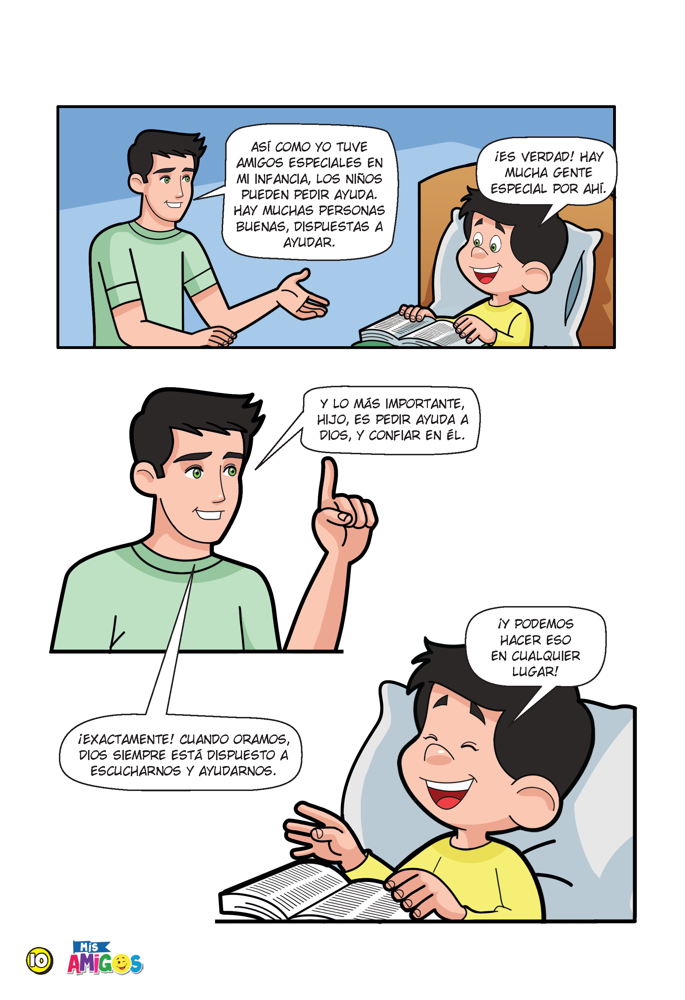 ASÍ COMO YO TUVE
AMIGOS ESPECIALES EN
MI INFANCIA, LOS NIÑOS
PUEDEN PEDIR AYUDA.
HAY MUCHAS PERSONAS
BUENAS, DISPUESTAS A
AYUDAR.
¡ES VERDAD! HAY
MUCHA GENTE
ESPECIAL POR AHÍ.
Y LO MÁS IMPORTANTE,
HIJO, ES PEDIR AYUDA A
DIOS, Y CONFIAR EN ÉL.
¡Y PODEMOS
HACER ESO
EN CUALQUIER
LUGAR!
¡EXACTAMENTE! CUANDO ORAMOS,
DIOS SIEMPRE ESTÁ DISPUESTO A
ESCUCHARNOS Y AYUDARNOS.
10
MiS
AMiGOS